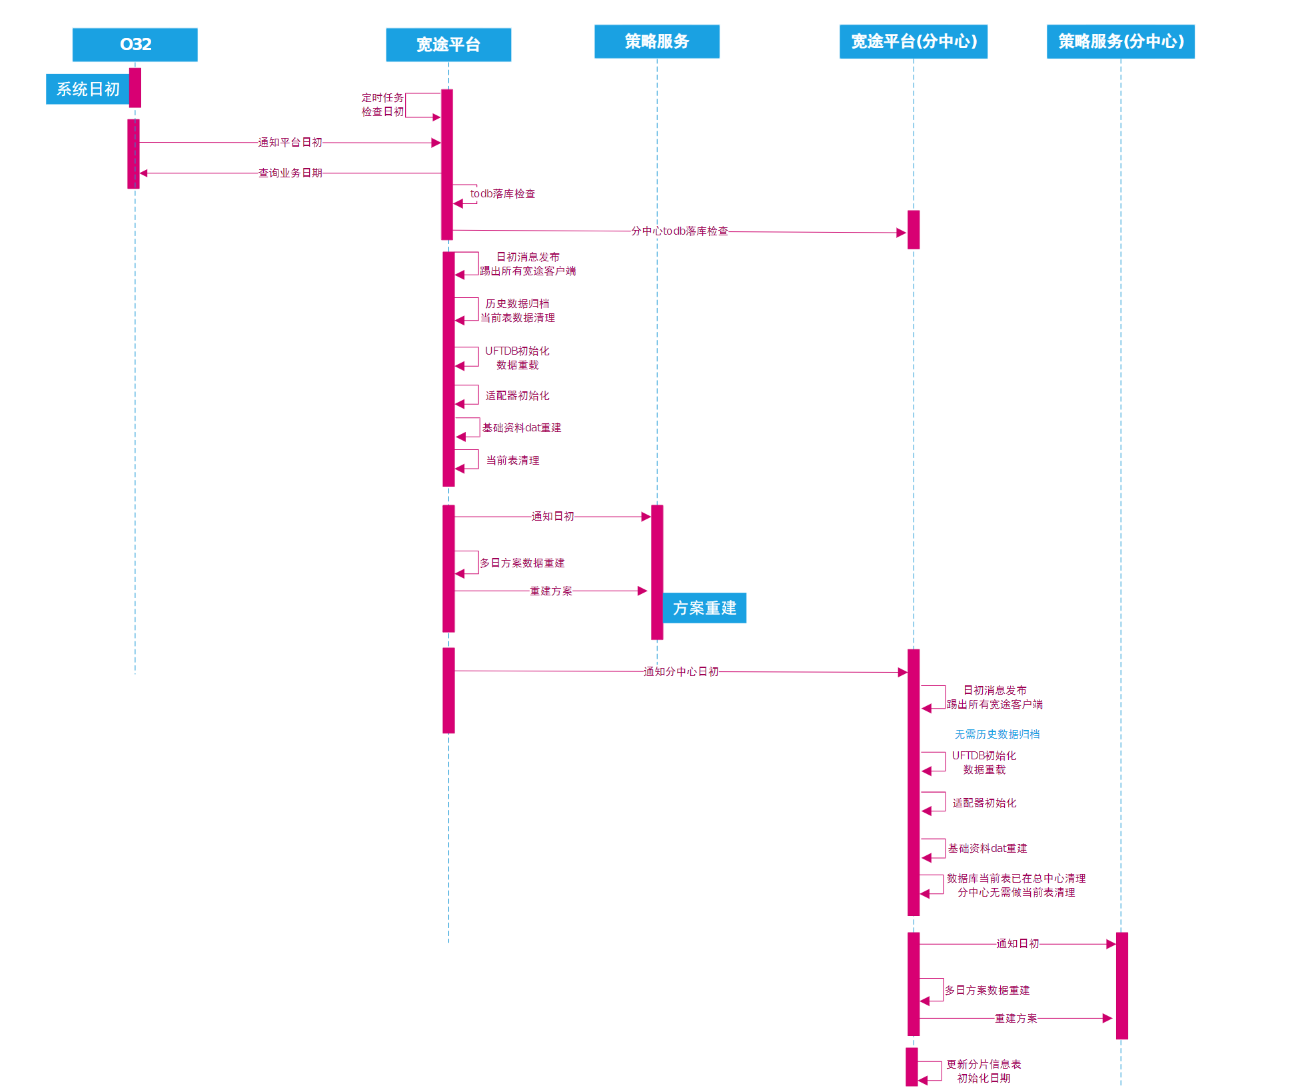 O32
宽途平台
策略服务
宽途平台(分中心)
策略服务(分中心)
系统日初
定时任务
检查日初
通知平台日初
查询业务日期
todb落库检查
分中心todb落库检查
日初消息发布
踢出所有宽途客户端
历史数据归档
当前表数据清理
UFTDB初始化
数据重载
适配器初始化
基础资料dat重建
当前表清理
通知日初
多日方案数据重建
重建方案
方案重建
通知分中心日初
日初消息发布
踢出所有宽途客户端
无需历史数据归档
UFTDB初始化
数据重载
适配器初始化
基础资料dat重建
数据库当前表已在总中心清理
分中心无需做当前表清理
通知日初
多日方案数据重建
重建方案
更新分片信息表
初始化日期